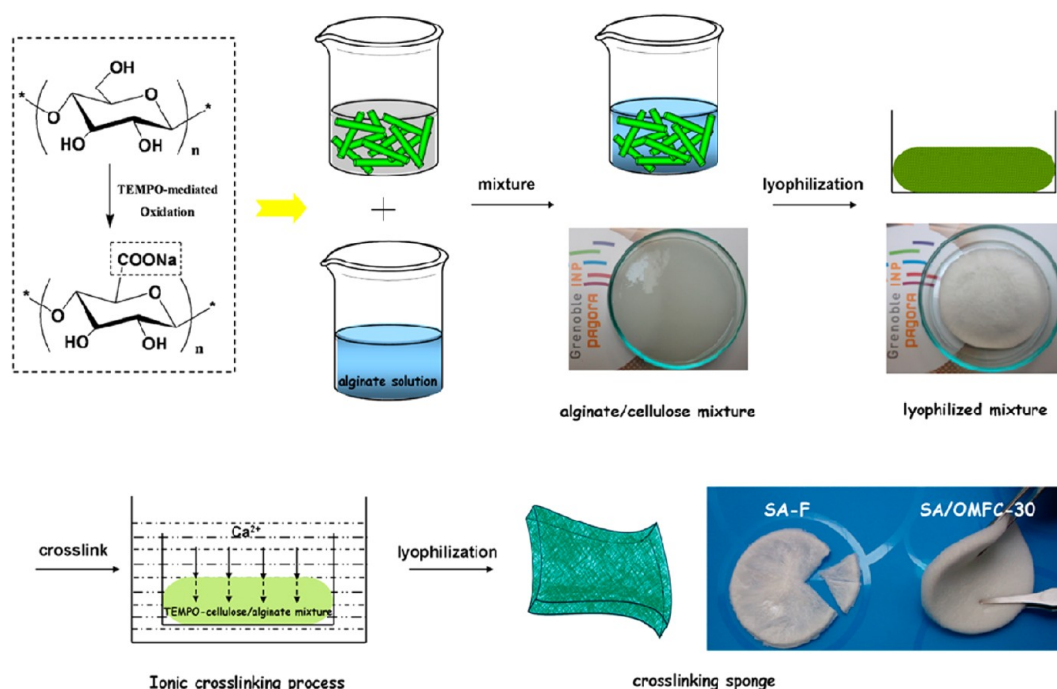 OH
O
*
*
O
HO
OH
n
TEMPO-mediated
Oxidation
COONa
O
*
*
O
HO
OH
n
+
alginate solution
mixture
Grenoble INP
PAGORA
alginate/cellulose mixture
lyophilization
Grenoble INP
PAGORA
lyophilized mixture
crosslink
Ca²⁺
TEMPO-cellulose/alginate mixture
Ionic crosslinking process
lyophilization
SA-F
SA/OMFC-30
crosslinking sponge